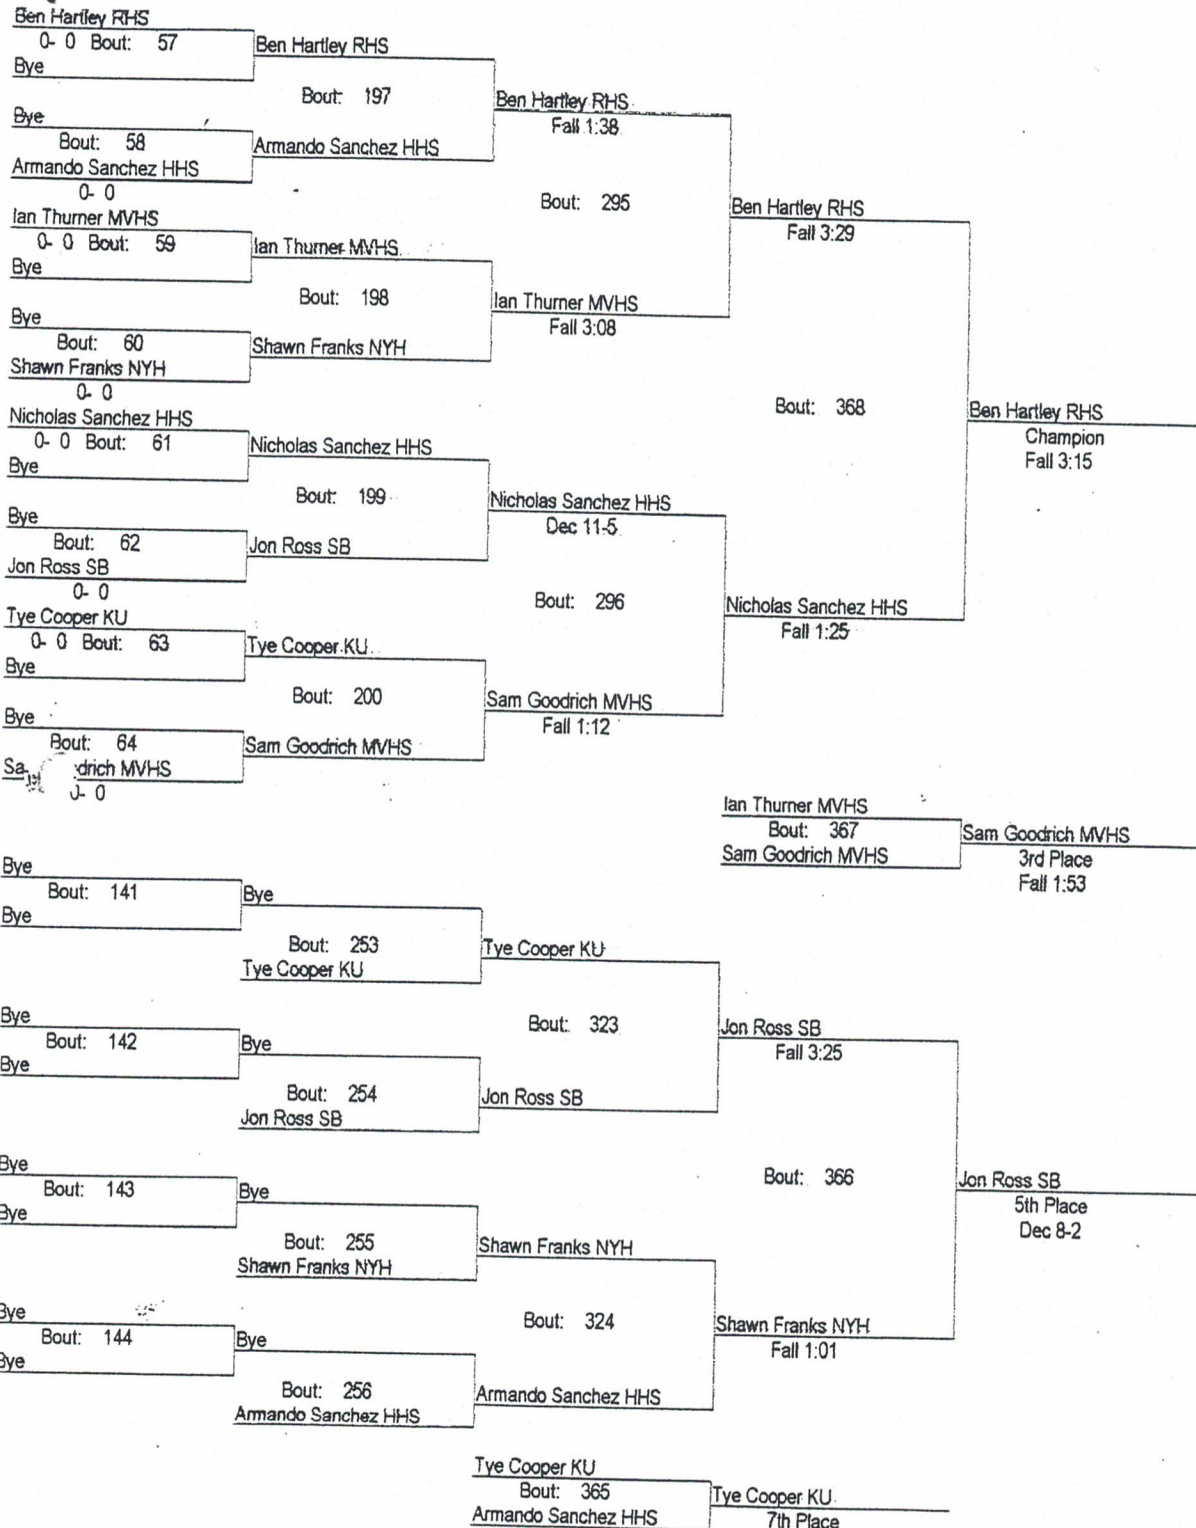 Ben Hartley RHS
0- 0 Bout: 57
Bye
Ben Hartley RHS
Bout: 197
Bye
Bout: 58
Armando Sanchez HHS
0- 0
Armando Sanchez HHS
Ben Hartley RHS
Fall 1:38
Bout: 295
Ian Thurner MVHS
0- 0 Bout: 59
Bye
Ian Thurner MVHS
Bout: 198
Bye
Bout: 60
Shawn Franks NYH
0- 0
Shawn Franks NYH
Ian Thurner MVHS
Fall 3:08
Ben Hartley RHS
Fall 3:29
Bout: 368
Nicholas Sanchez HHS
0- 0 Bout: 61
Bye
Nicholas Sanchez HHS
Bout: 199
Bye
Bout: 62
Jon Ross SB
0- 0
Jon Ross SB
Nicholas Sanchez HHS
Dec 11-5
Bout: 296
Tye Cooper KU
0- 0 Bout: 63
Bye
Tye Cooper KU
Bout: 200
Bye
Bout: 64
drich MVHS
0
Sam Goodrich MVHS
Sam Goodrich MVHS
Fall 1:12
Nicholas Sanchez HHS
Fall 1:25
Ben Hartley RHS
Champion
Fall 3:15
Ian Thurner MVHS
Bout: 367
Sam Goodrich MVHS
Sam Goodrich MVHS
3rd Place
Fall 1:53
Bye
Bout: 141
Bye
Bye
Bout: 253
Tye Cooper KU
Tye Cooper KU
Bout: 323
Bye
Bout: 142
Bye
Bye
Bout: 254
Jon Ross SB
Jon Ross SB
Jon Ross SB
Fall 3:25
Bout: 366
Bye
Bout: 143
Bye
Bye
Bout: 255
Shawn Franks NYH
Shawn Franks NYH
Bout: 324
Bye
Bout: 144
Bye
Bye
Bout: 256
Armando Sanchez HHS
Armando Sanchez HHS
Shawn Franks NYH
Fall 1:01
Jon Ross SB
5th Place
Dec 8-2
Tye Cooper KU
Bout: 365
Armando Sanchez HHS
Tye Cooper KU
7th Place